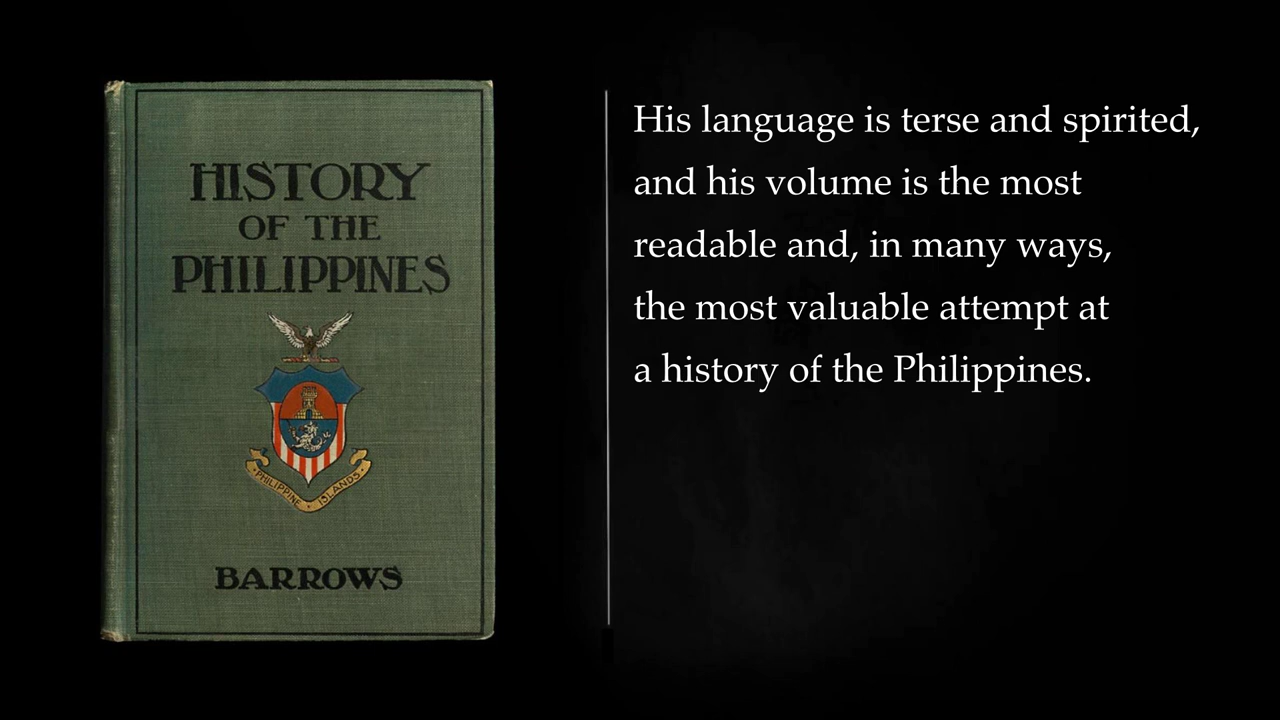 HISTORY
OF THE
PHILIPPINES
PHILIPPINE ISLANDS
BARROWS
His language is terse and spirited,
and his volume is the most
readable and, in many ways,
the most valuable attempt at
a history of the Philippines.